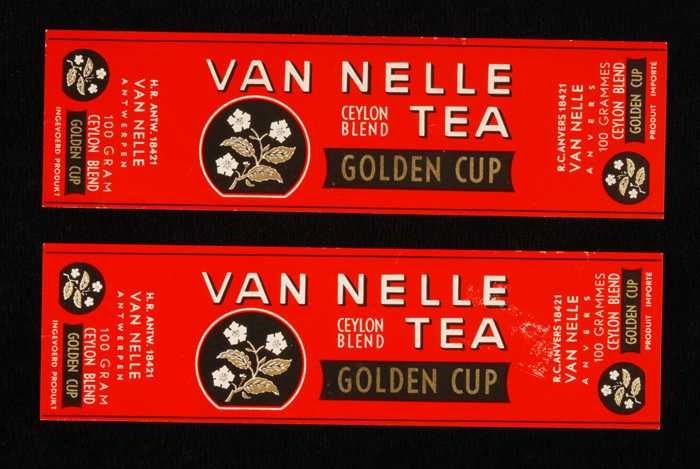 H.R. ANTW. 18421
VAN NELLE
ANTWERPEN
100 GRAM
CEYLON BLEND
GOLDEN CUP
INGEVOERD PRODUKT
VAN NELLE
CEYLON
BLEND
TEA
GOLDEN CUP
R.C. ANVERS 18421
VAN NELLE
ANVERS
100 GRAMMES
CEYLON BLEND
GOLDEN CUP
PRODUIT IMPORTÉ
H.R. ANTW. 18421
VAN NELLE
ANTWERPEN
100 GRAM
CEYLON BLEND
GOLDEN CUP
INGEVOERD PRODUKT
VAN NELLE
CEYLON
BLEND
TEA
GOLDEN CUP
R.C. ANVERS 18421
VAN NELLE
ANVERS
100 GRAMMES
CEYLON BLEND
GOLDEN CUP
PRODUIT IMPORTÉ